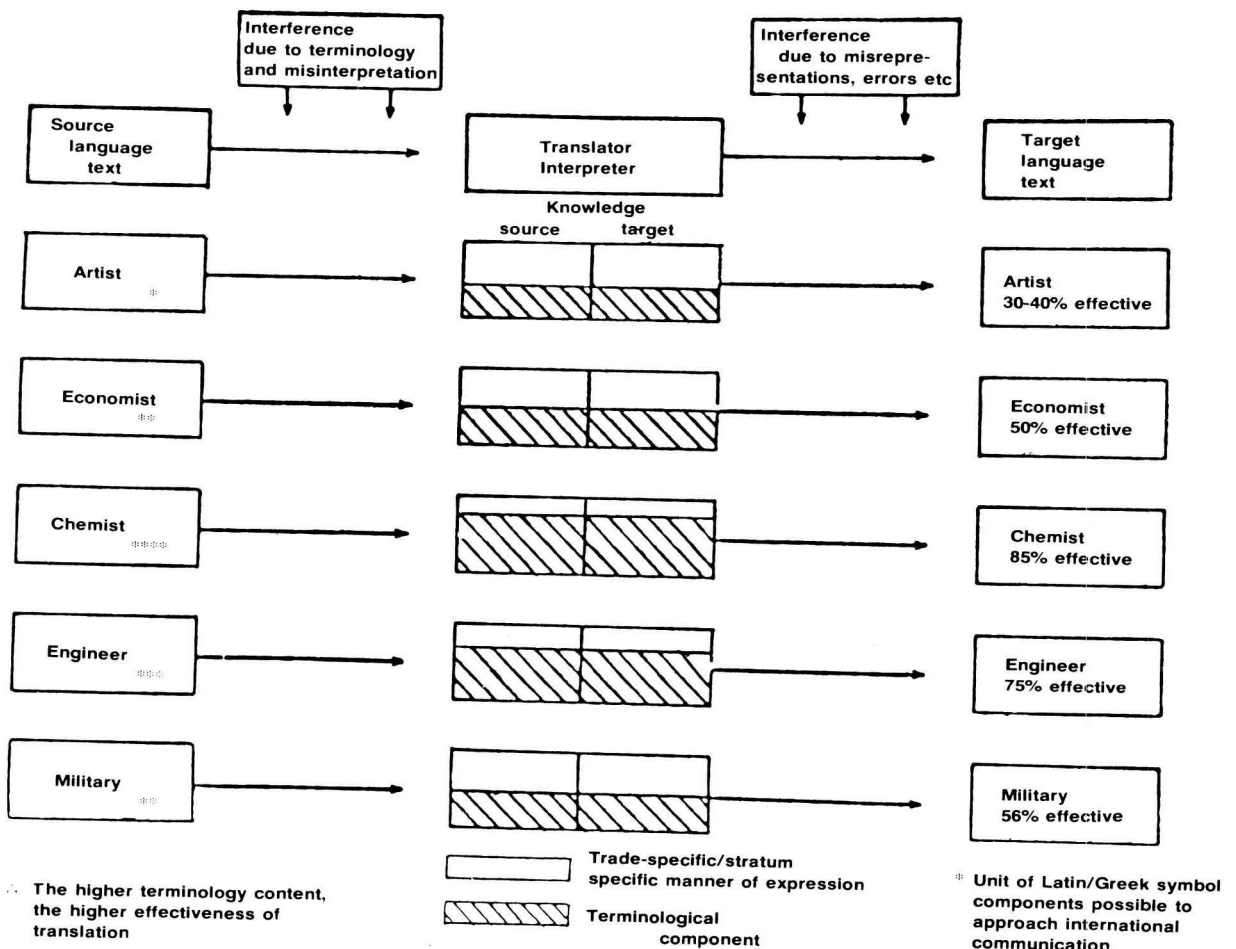 Interference
due to terminology
and misinterpretation
Interference
due to misrepre-
sentations, errors etc
Source
language
text
Translator
Interpreter
Target
language
text
Knowledge
source target
Artist
*
Artist
30-40% effective
Economist
**
Economist
50% effective
Chemist
****
Chemist
85% effective
Engineer
***
Engineer
75% effective
Military
**
Military
56% effective
∴ The higher terminology content,
the higher effectiveness of
translation
Trade-specific/stratum
specific manner of expression
Terminological
component
* Unit of Latin/Greek symbol
components possible to
approach international
communication